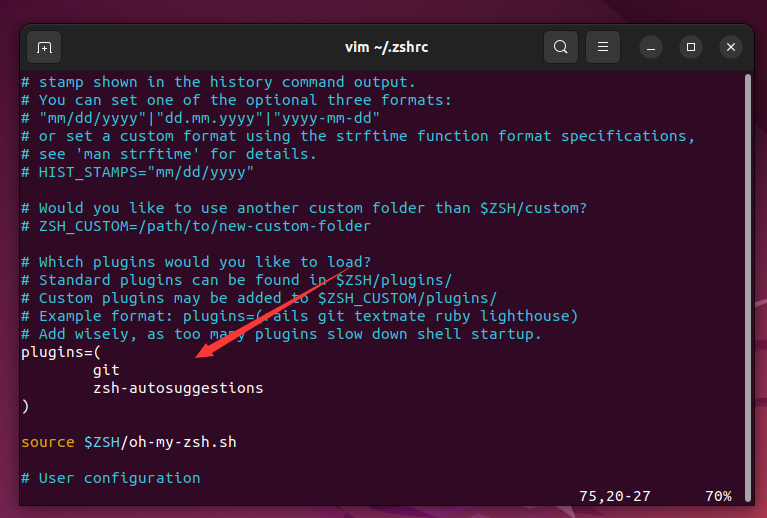 vim ~/.zshrc
# stamp shown in the history command output.
# You can set one of the optional three formats:
# "mm/dd/yyyy"|"dd.mm.yyyy"|"yyyy-mm-dd"
# or set a custom format using the strftime function format specifications,
# see 'man strftime' for details.
# HIST_STAMPS="mm/dd/yyyy"
# Would you like to use another custom folder than $ZSH/custom?
# ZSH_CUSTOM=/path/to/new-custom-folder
# Which plugins would you like to load?
# Standard plugins can be found in $ZSH/plugins/
# Custom plugins may be added to $ZSH_CUSTOM/plugins/
# Example format: plugins=(rails git textmate ruby lighthouse)
# Add wisely, as too many plugins slow down shell startup.
plugins=(
        git
        zsh-autosuggestions
)
source $ZSH/oh-my-zsh.sh
# User configuration
75,20-27 70%